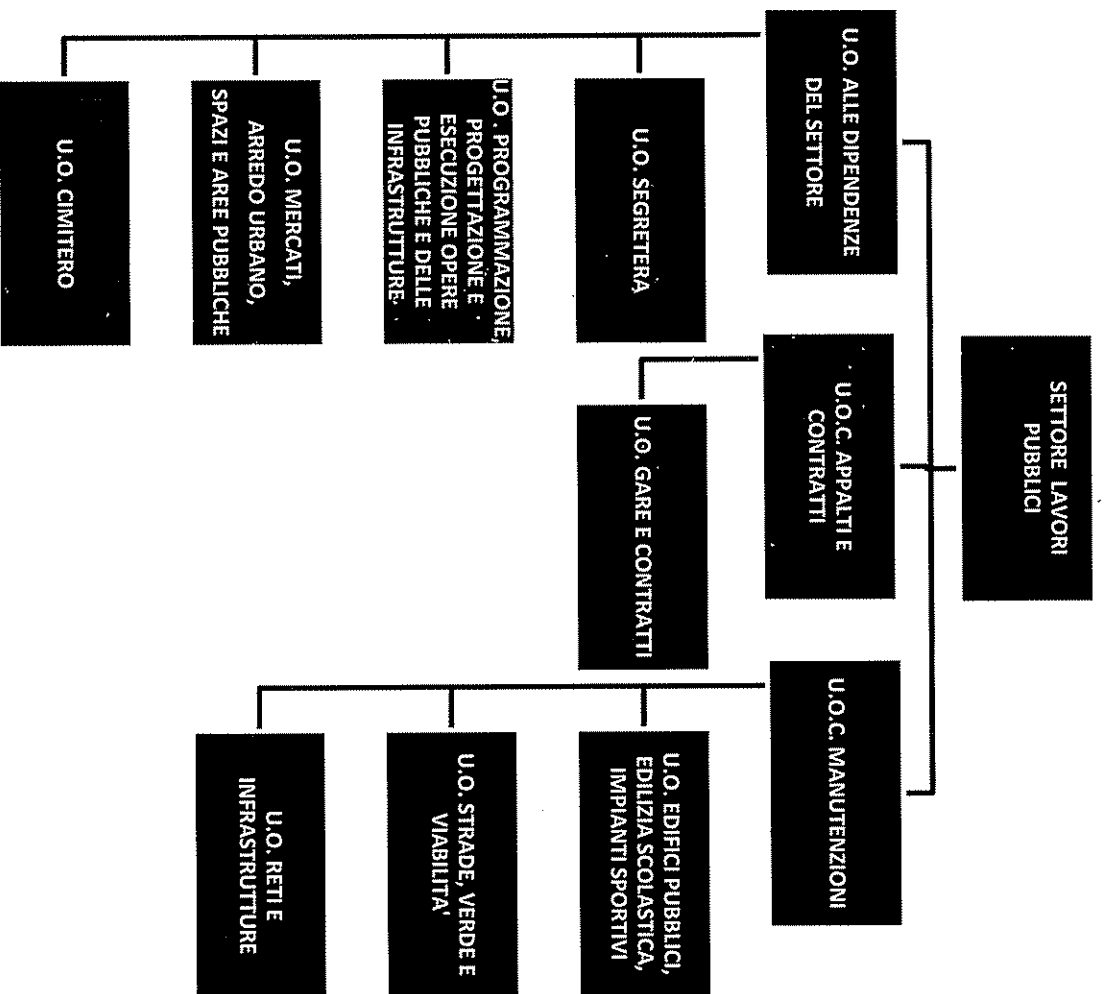 SETTORE LAVORI
PUBBLICI
U.O. ALLE DIPENDENZE
DEL SETTORE
U.O. SEGRETERA
U.O . PROGRAMMAZIONE,
PROGETTAZIONE E
ESECUZIONE OPERE
PUBBLICHE E DELLE
INFRASTRUTTURE
U.O. MERCATI,
ARREDO URBANO,
SPAZI E AREE PUBBLICHE
U.O. CIMITERO
U.O.C. APPALTI E
CONTRATTI
U.O. GARE E CONTRATTI
U.O.C. MANUTENZIONI
U.O. EDIFICI PUBBLICI,
EDILIZIA SCOLASTICA,
IMPIANTI SPORTIVI
U.O. STRADE, VERDE E
VIABILITA'
U.O. RETI E
INFRASTRUTTURE